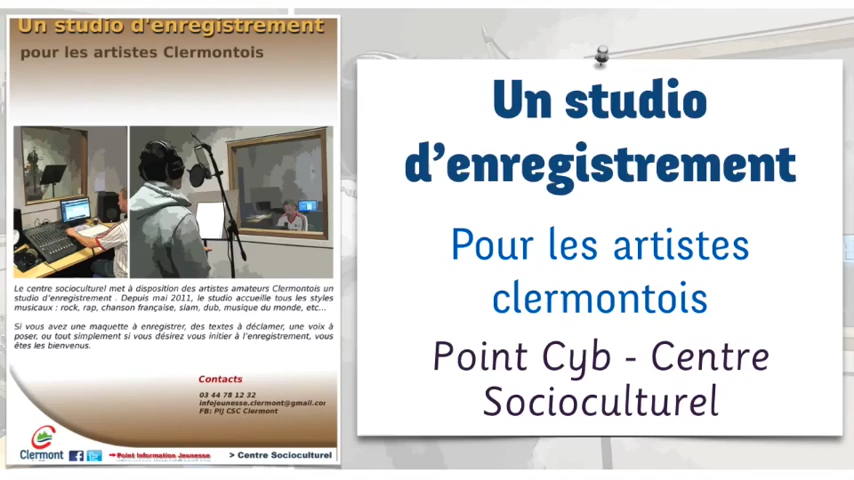 Un studio d'enregistrement
pour les artistes Clermontois
Le centre socioculturel met à disposition des artistes amateurs Clermontois un
studio d'enregistrement . Depuis mai 2011, le studio accueille tous les styles
musicaux : rock, rap, chanson française, slam, dub, musique du monde, etc...
Si vous avez une maquette à enregistrer, des textes à déclamer, une voix à
poser, ou tout simplement si vous désirez vous initier à l'enregistrement, vous
êtes les bienvenus.
Contacts
03 44 78 12 32
infojeunesse.clermont@gmail.co
FB: PIJ CSC Clermont
Clermont
Point Information Jeunesse
> Centre Socioculturel
Un studio
d'enregistrement
Pour les artistes
clermontois
Point Cyb - Centre
Socioculturel